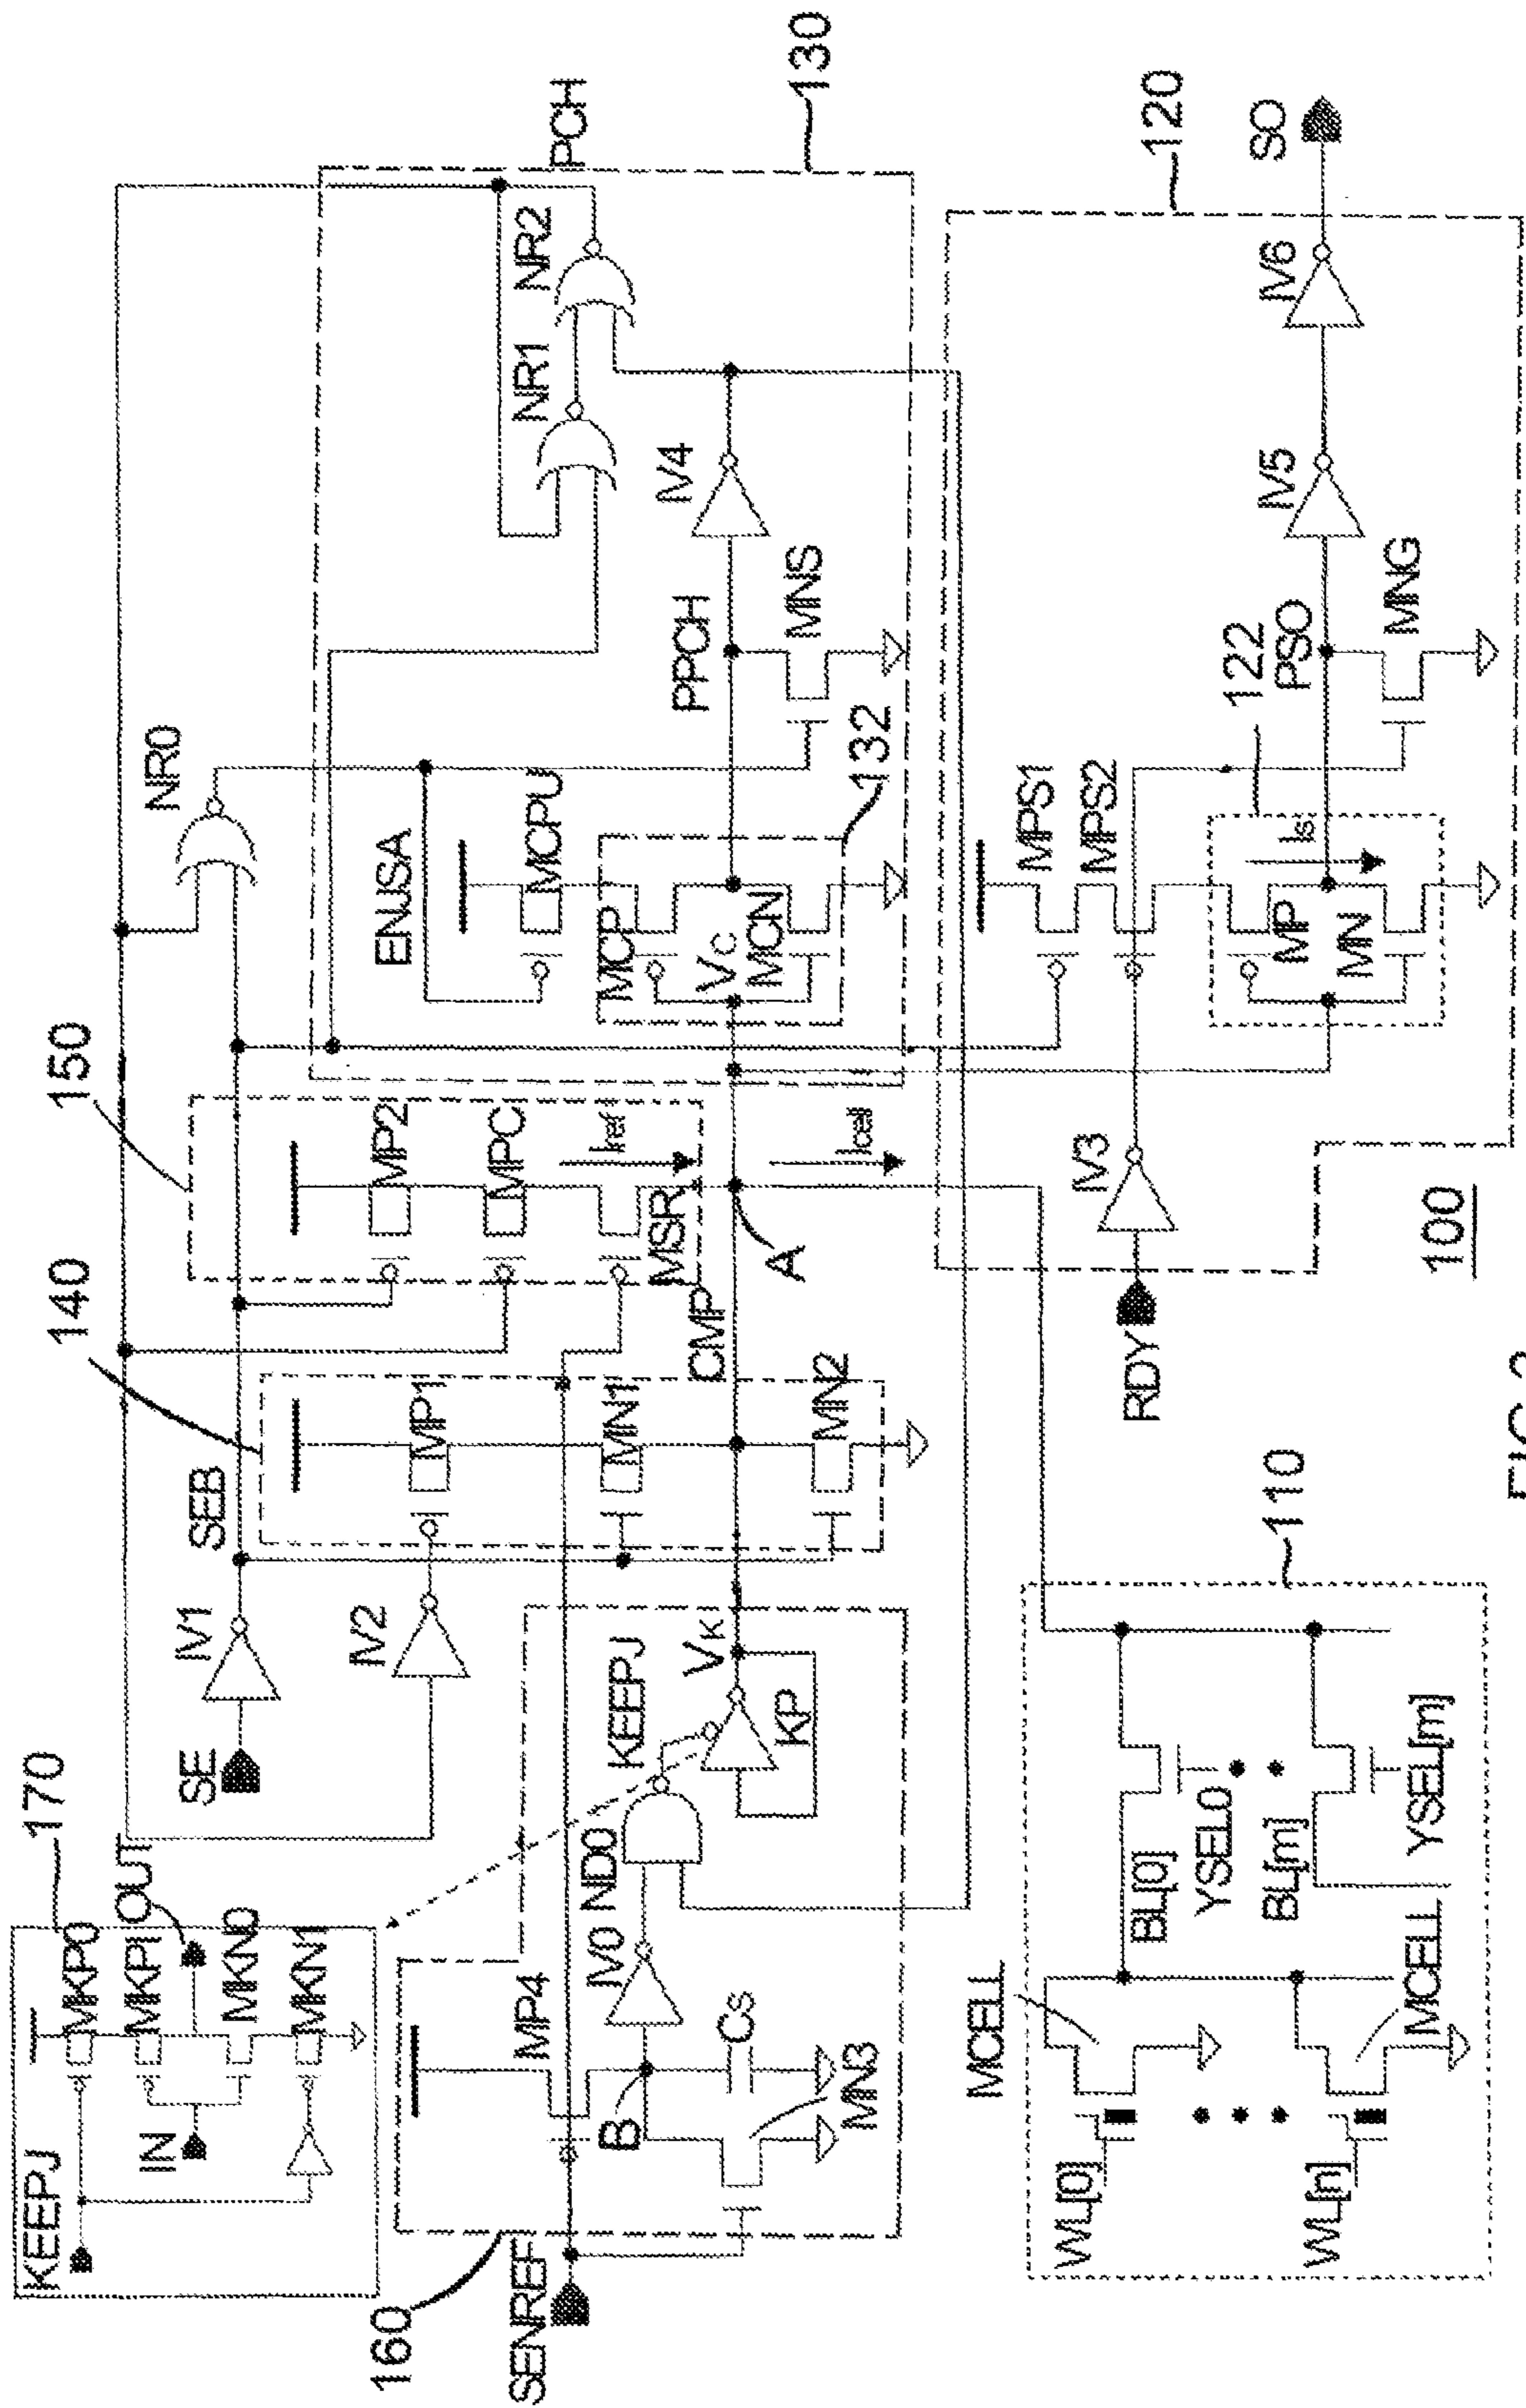 170
KEEPJ
MKP0
MKPI
OUT
IN
MKN0
MKN1
SE
IV1
SEB
140
150
NR0
PCH
130
IV2
MP1
MN1
MN2
MP2
MPC
MSR
Iref
CMP
A
Icell
ENUSA
MCPU
MCP
VC
MCN
132
PPCH
MNS
NR1
NR2
IV4
160
SENREF
MP4
B
CS
MN3
IV0
ND0
KEEPJ
VK
KP
110
MCELL
WL[0]
WL[n]
MCELL
BL[0]
YSEL0
BL[m]
YSEL[m]
RDY
IV3
120
MPS1
MPS2
122
MP
MN
IS
PSO
MNG
IV5
IV6
SO
100